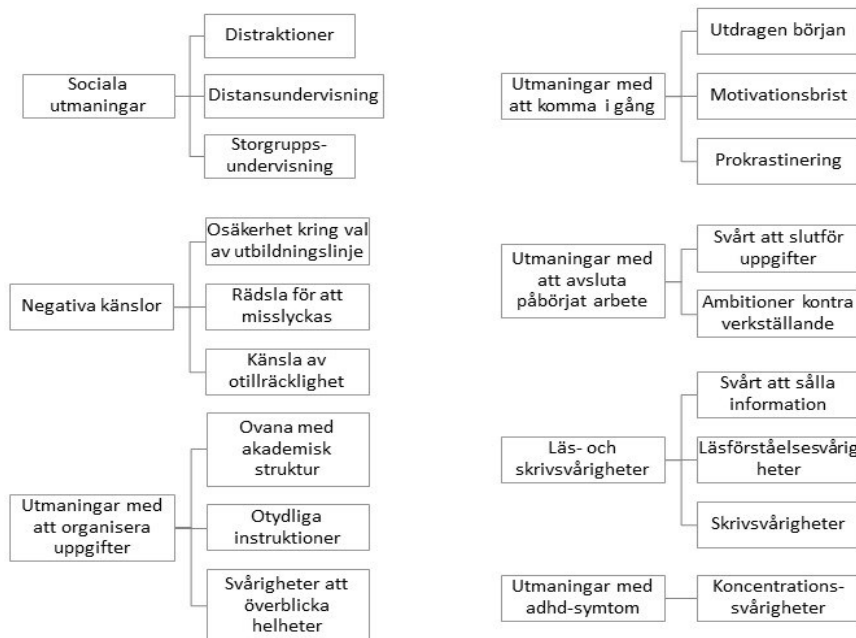 Sociala
utmaningar
Distraktioner
Distansundervisning
Storgrupps-
undervisning
Negativa känslor
Osäkerhet kring val
av utbildningslinje
Rädsla för att
misslyckas
Känsla av
otillräcklighet
Utmaningar med
att organisera
uppgifter
Ovana med
akademisk
struktur
Otydliga
instruktioner
Svårigheter att
överblicka
helheter
Utmaningar med
att komma i gång
Utdragen början
Motivationsbrist
Prokrastinering
Utmaningar med
att avsluta
påbörjat arbete
Svårt att slutför
uppgifter
Ambitioner kontra
verkställande
Läs- och
skrivsvårigheter
Svårt att sålla
information
Läsförståelsesvårig
heter
Skrivsvårigheter
Utmaningar med
adhd-symtom
Koncentrations-
svårigheter